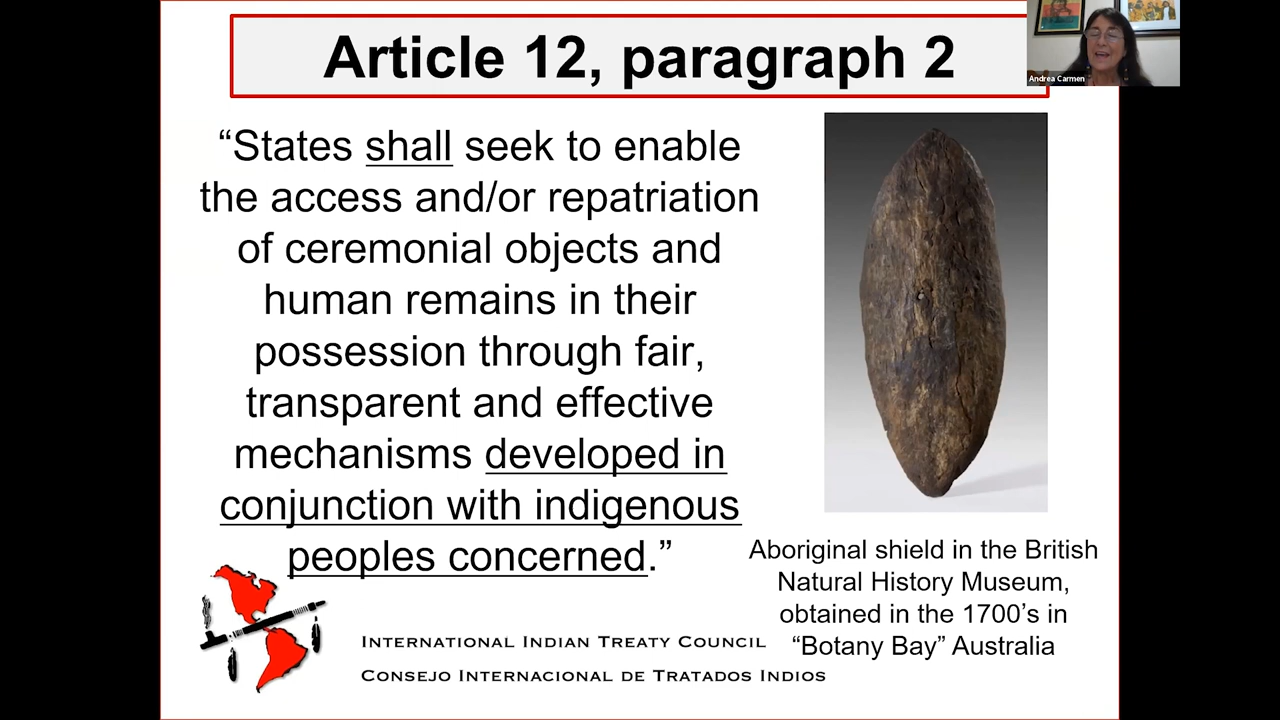 Article 12, paragraph 2
Andrea Carmen
“States shall seek to enable
the access and/or repatriation
of ceremonial objects and
human remains in their
possession through fair,
transparent and effective
mechanisms developed in
conjunction with indigenous
peoples concerned.”
Aboriginal shield in the British
Natural History Museum,
obtained in the 1700’s in
“Botany Bay” Australia
INTERNATIONAL INDIAN TREATY COUNCIL
CONSEJO INTERNACIONAL DE TRATADOS INDIOS